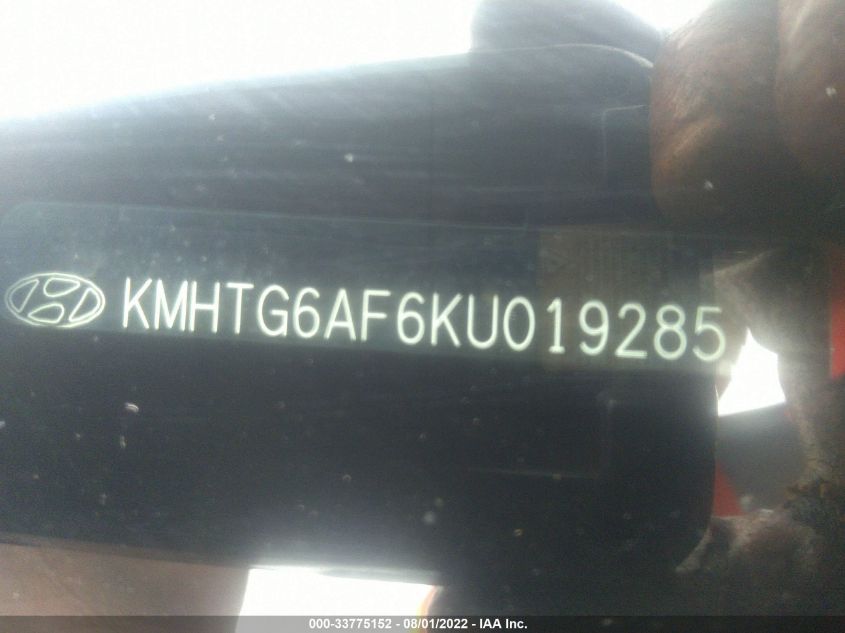 KMHTG6AF6KU019285
000-33775152 - 08/01/2022 - IAA Inc.